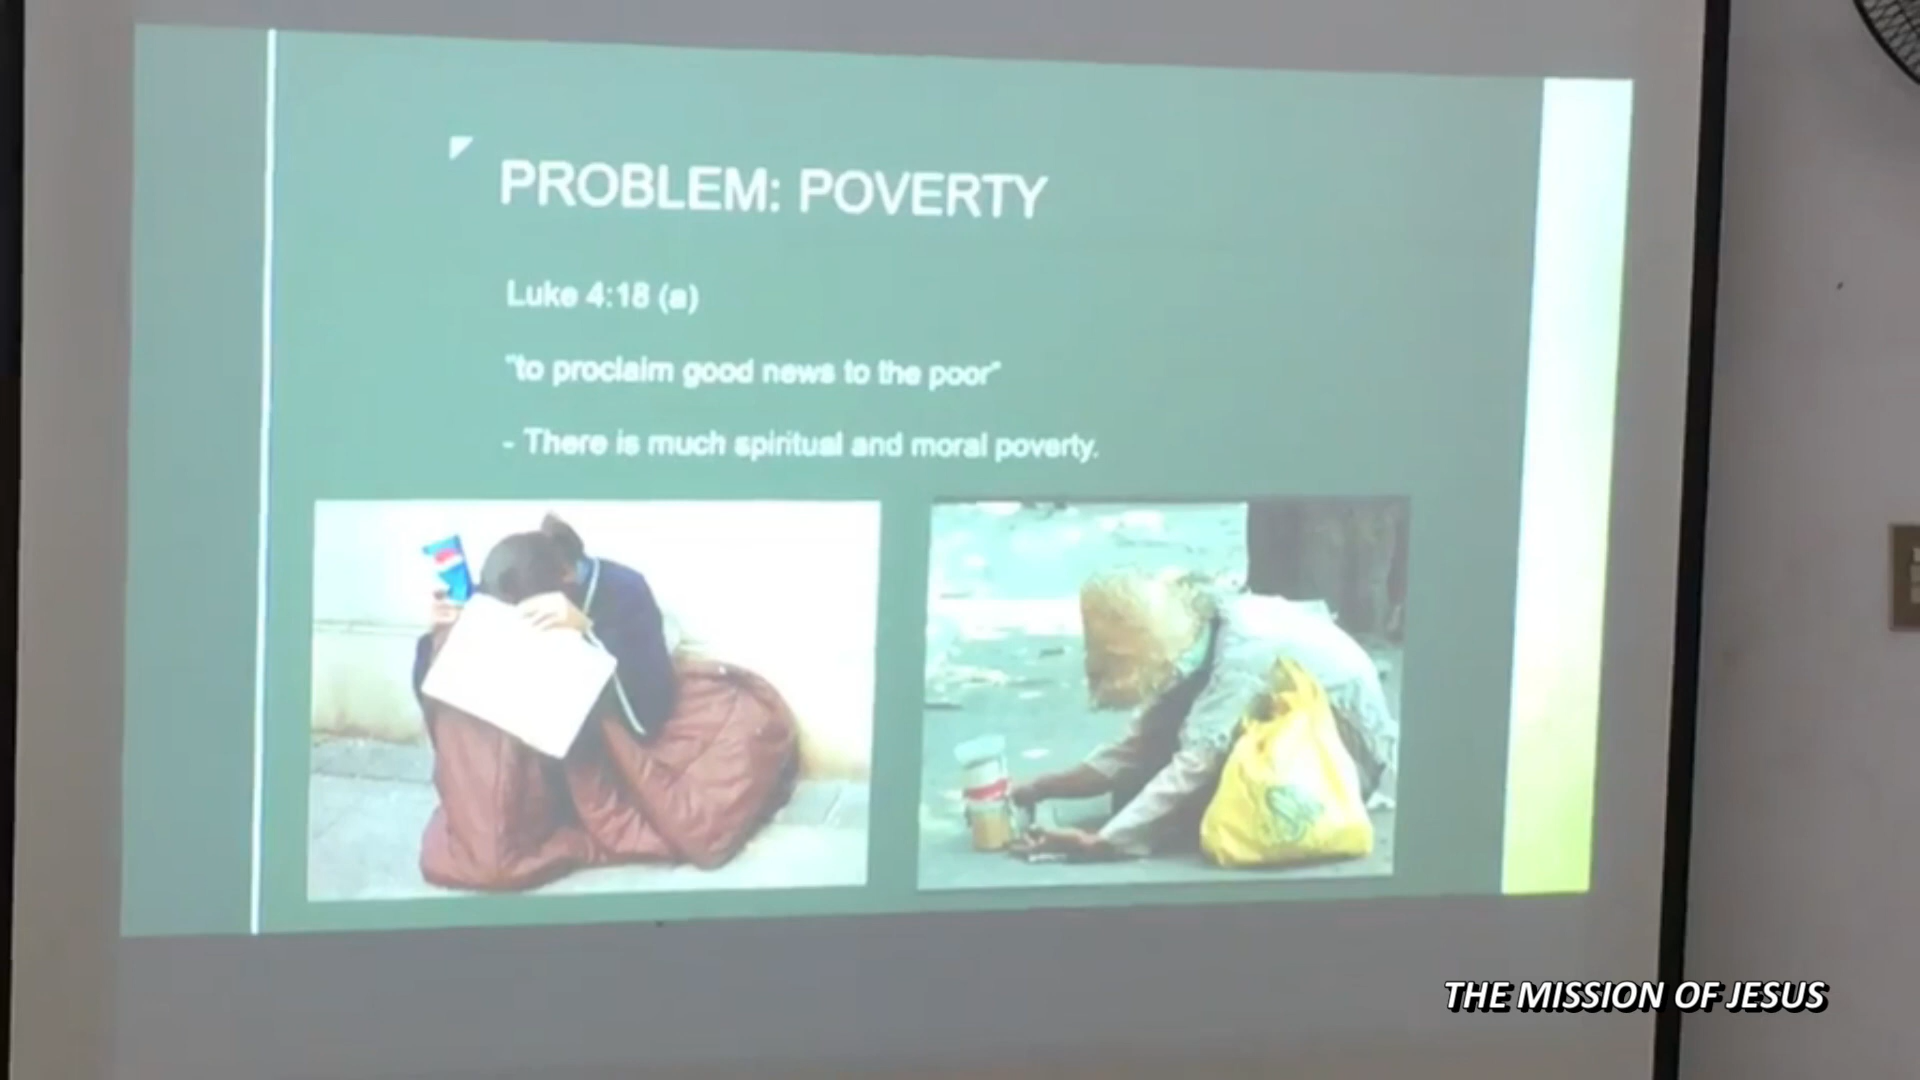 PROBLEM: POVERTY
Luke 4:18 (a)
"to proclaim good news to the poor"
- There is much spiritual and moral poverty.
THE MISSION OF JESUS